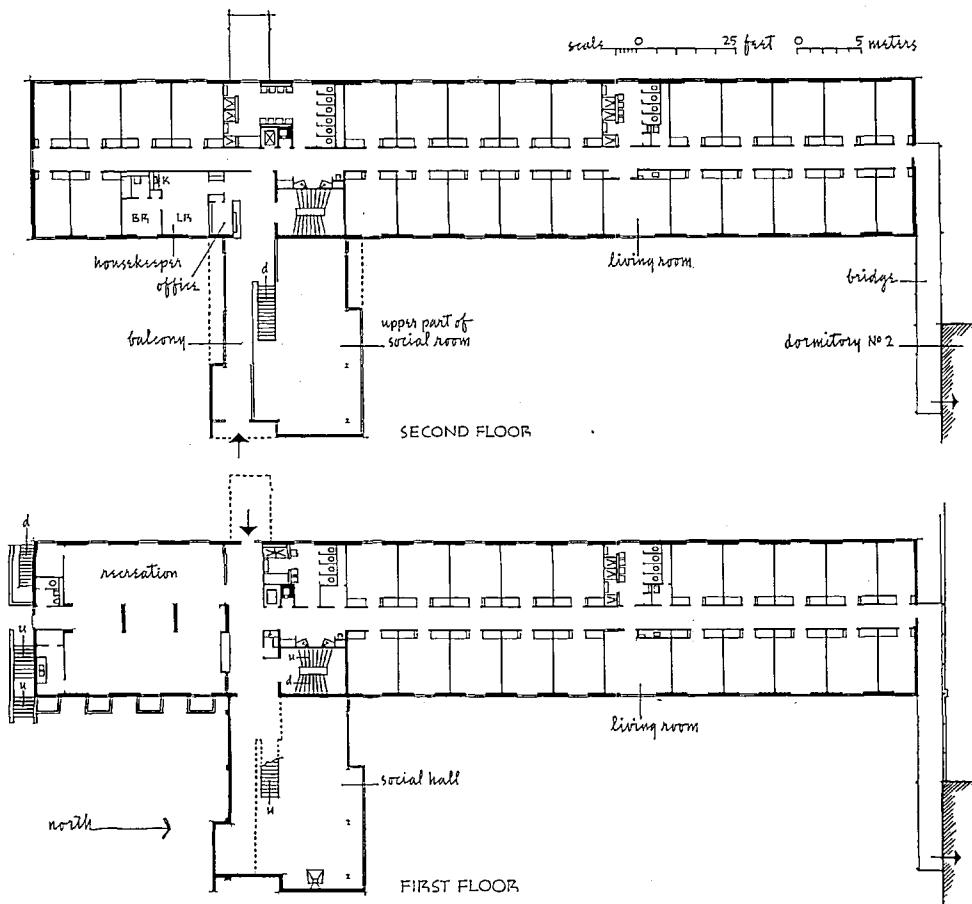 scale 0 25 feet 0 5 meters
K
BR LR
housekeeper
office
living room
bridge
d
balcony
upper part of
social room
dormitory No 2
SECOND FLOOR
d
recreation
u
u
u
d
living room
social hall
u
north
FIRST FLOOR